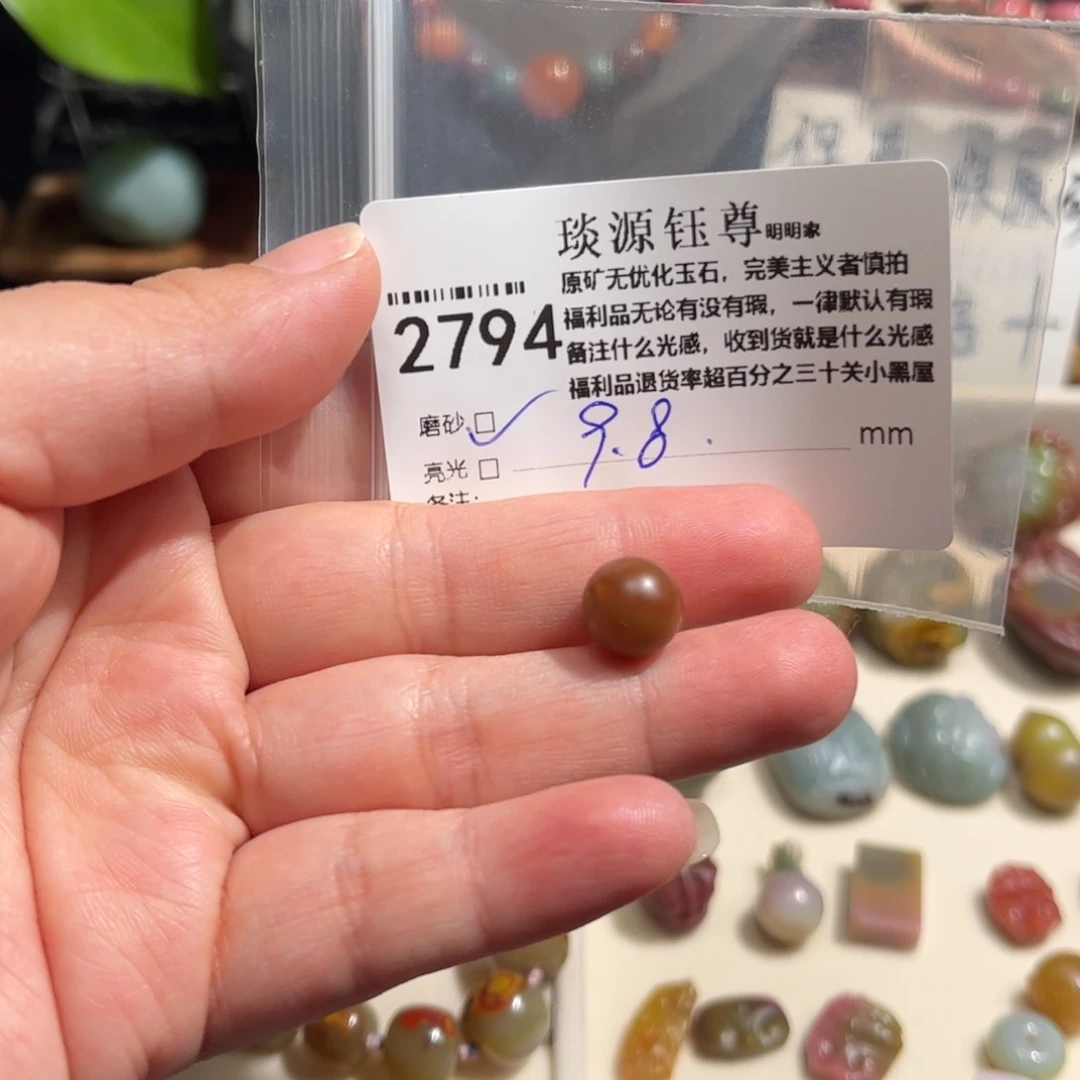 琰源钰尊明明家
原矿无优化玉石，完美主义者慎拍
2794
福利品无论有没有瑕，一律默认有瑕
备注什么光感，收到货就是什么光感
福利品退货率超百分之三十关小黑屋
磨砂 □ ✓ 9.8 mm
亮光 □
备注: